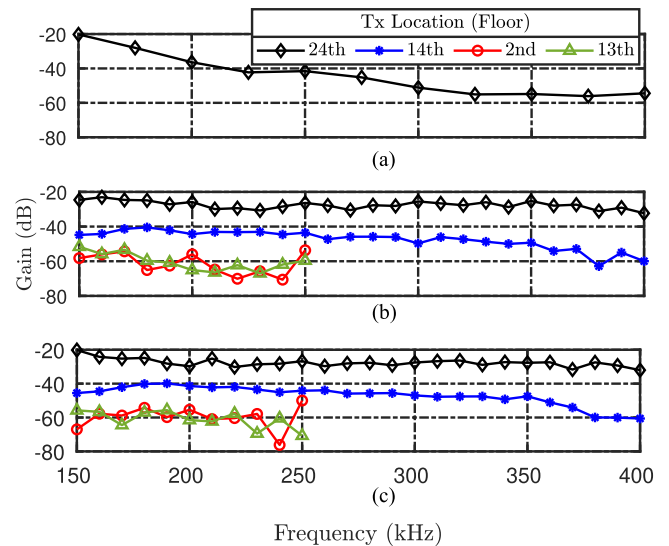 Tx Location (Floor)
24th 14th 2nd 13th
-20
-40
-60
-80
(a)
-20
-40
-60
-80
(b)
Gain (dB)
-20
-40
-60
-80
150 200 250 300 350 400
(c)
Frequency (kHz)